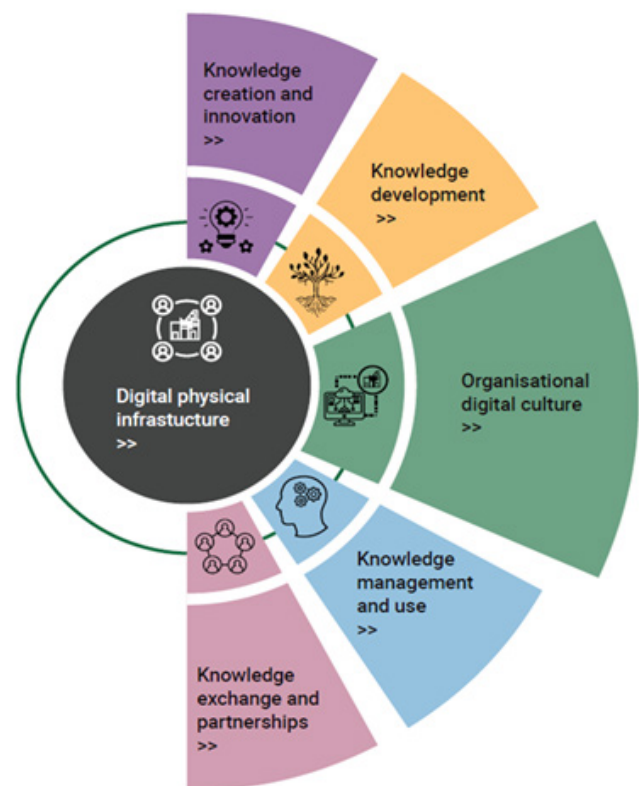 Knowledge
creation and
innovation
>>
Knowledge
development
>>
Digital physical
infrastucture
>>
Organisational
digital culture
>>
Knowledge
management
and use
>>
Knowledge
exchange and
partnerships
>>